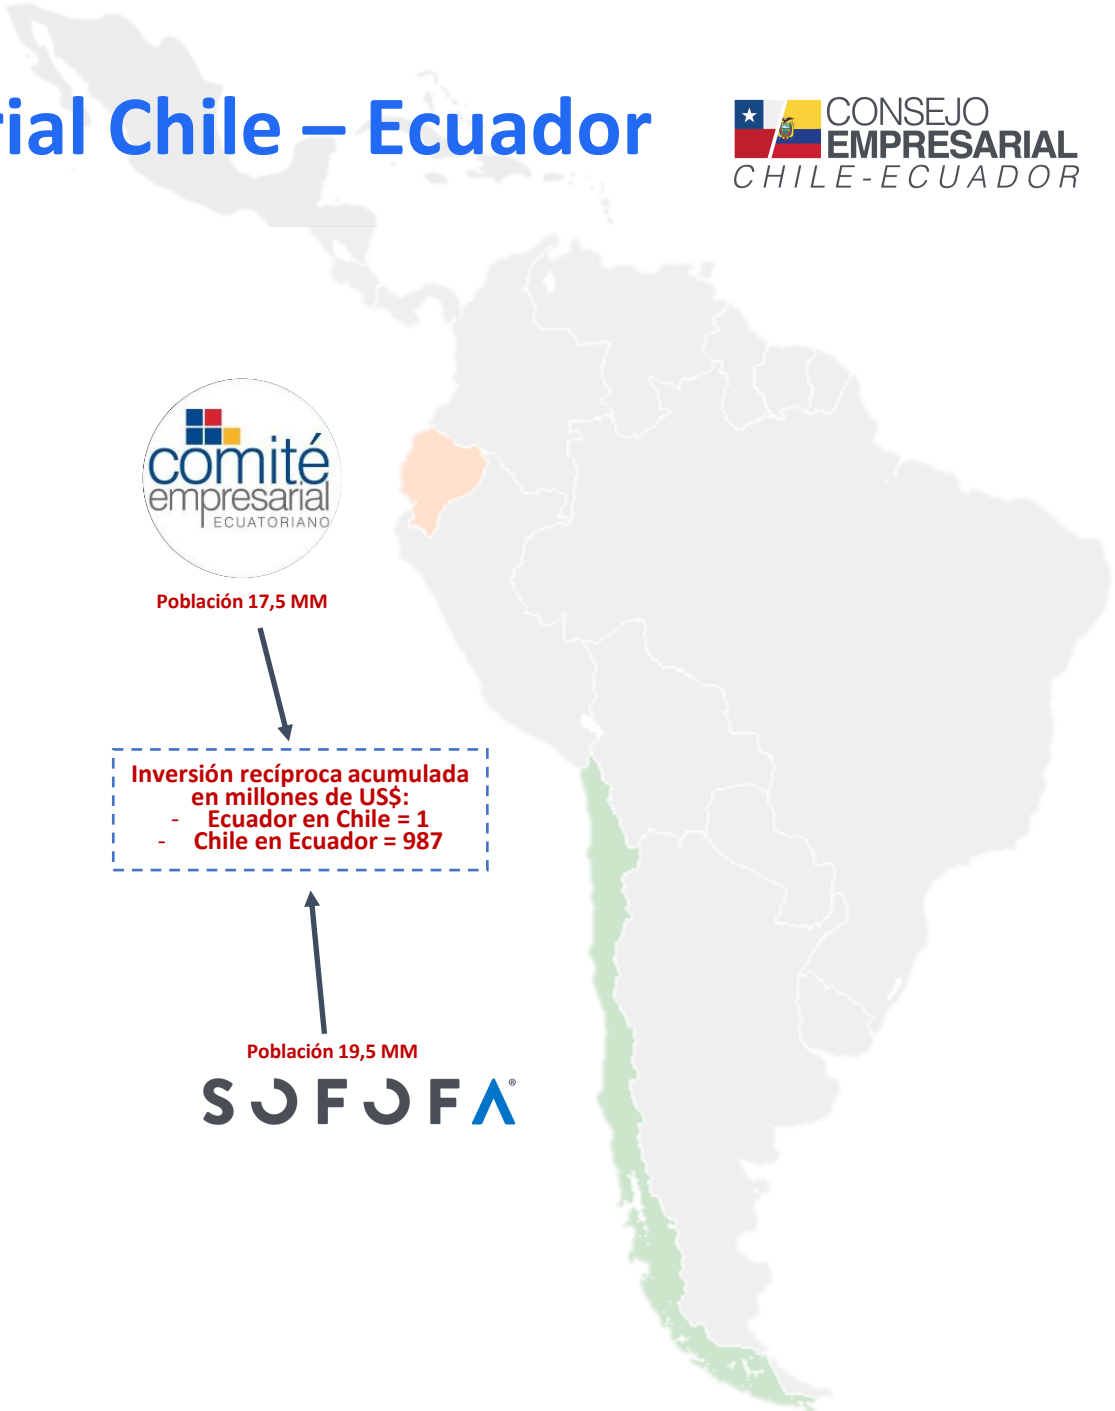 rial Chile – Ecuador
CONSEJO
EMPRESARIAL
CHILE-ECUADOR
comité
empresarial
ECUATORIANO
Población 17,5 MM
Inversión recíproca acumulada
en millones de US$:
- Ecuador en Chile = 1
- Chile en Ecuador = 987
Población 19,5 MM
SOFOFA®